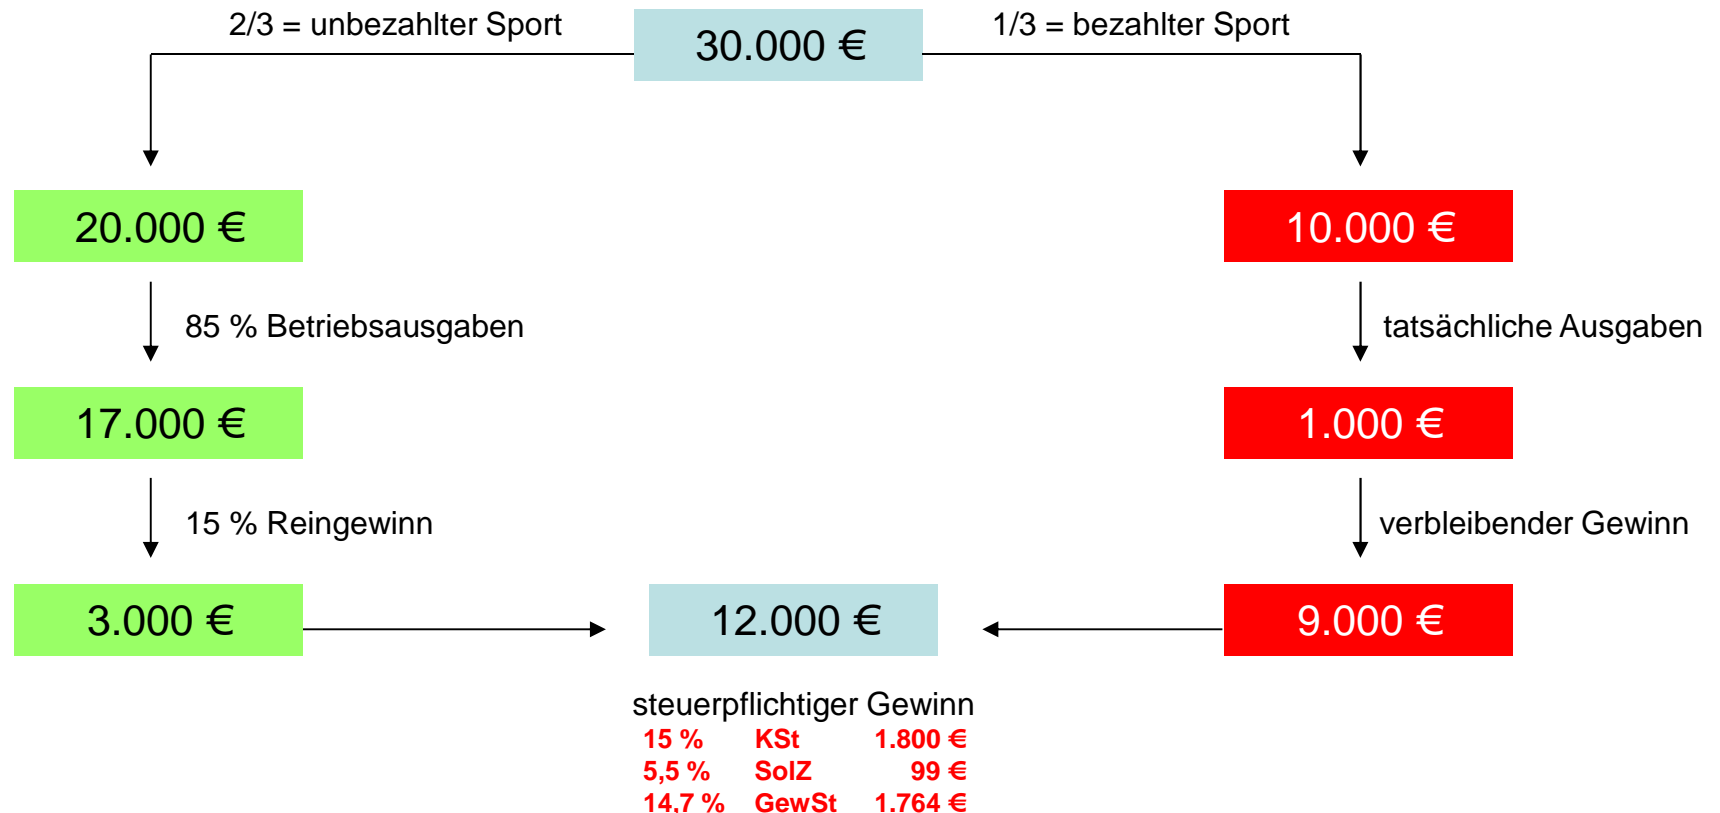 2/3 = unbezahlter Sport
30.000 €
1/3 = bezahlter Sport
20.000 €
10.000 €
85 % Betriebsausgaben
tatsächliche Ausgaben
17.000 €
1.000 €
15 % Reingewinn
verbleibender Gewinn
3.000 €
12.000 €
9.000 €
steuerpflichtiger Gewinn
15 % KSt 1.800 €
5,5 % SolZ 99 €
14,7 % GewSt 1.764 €